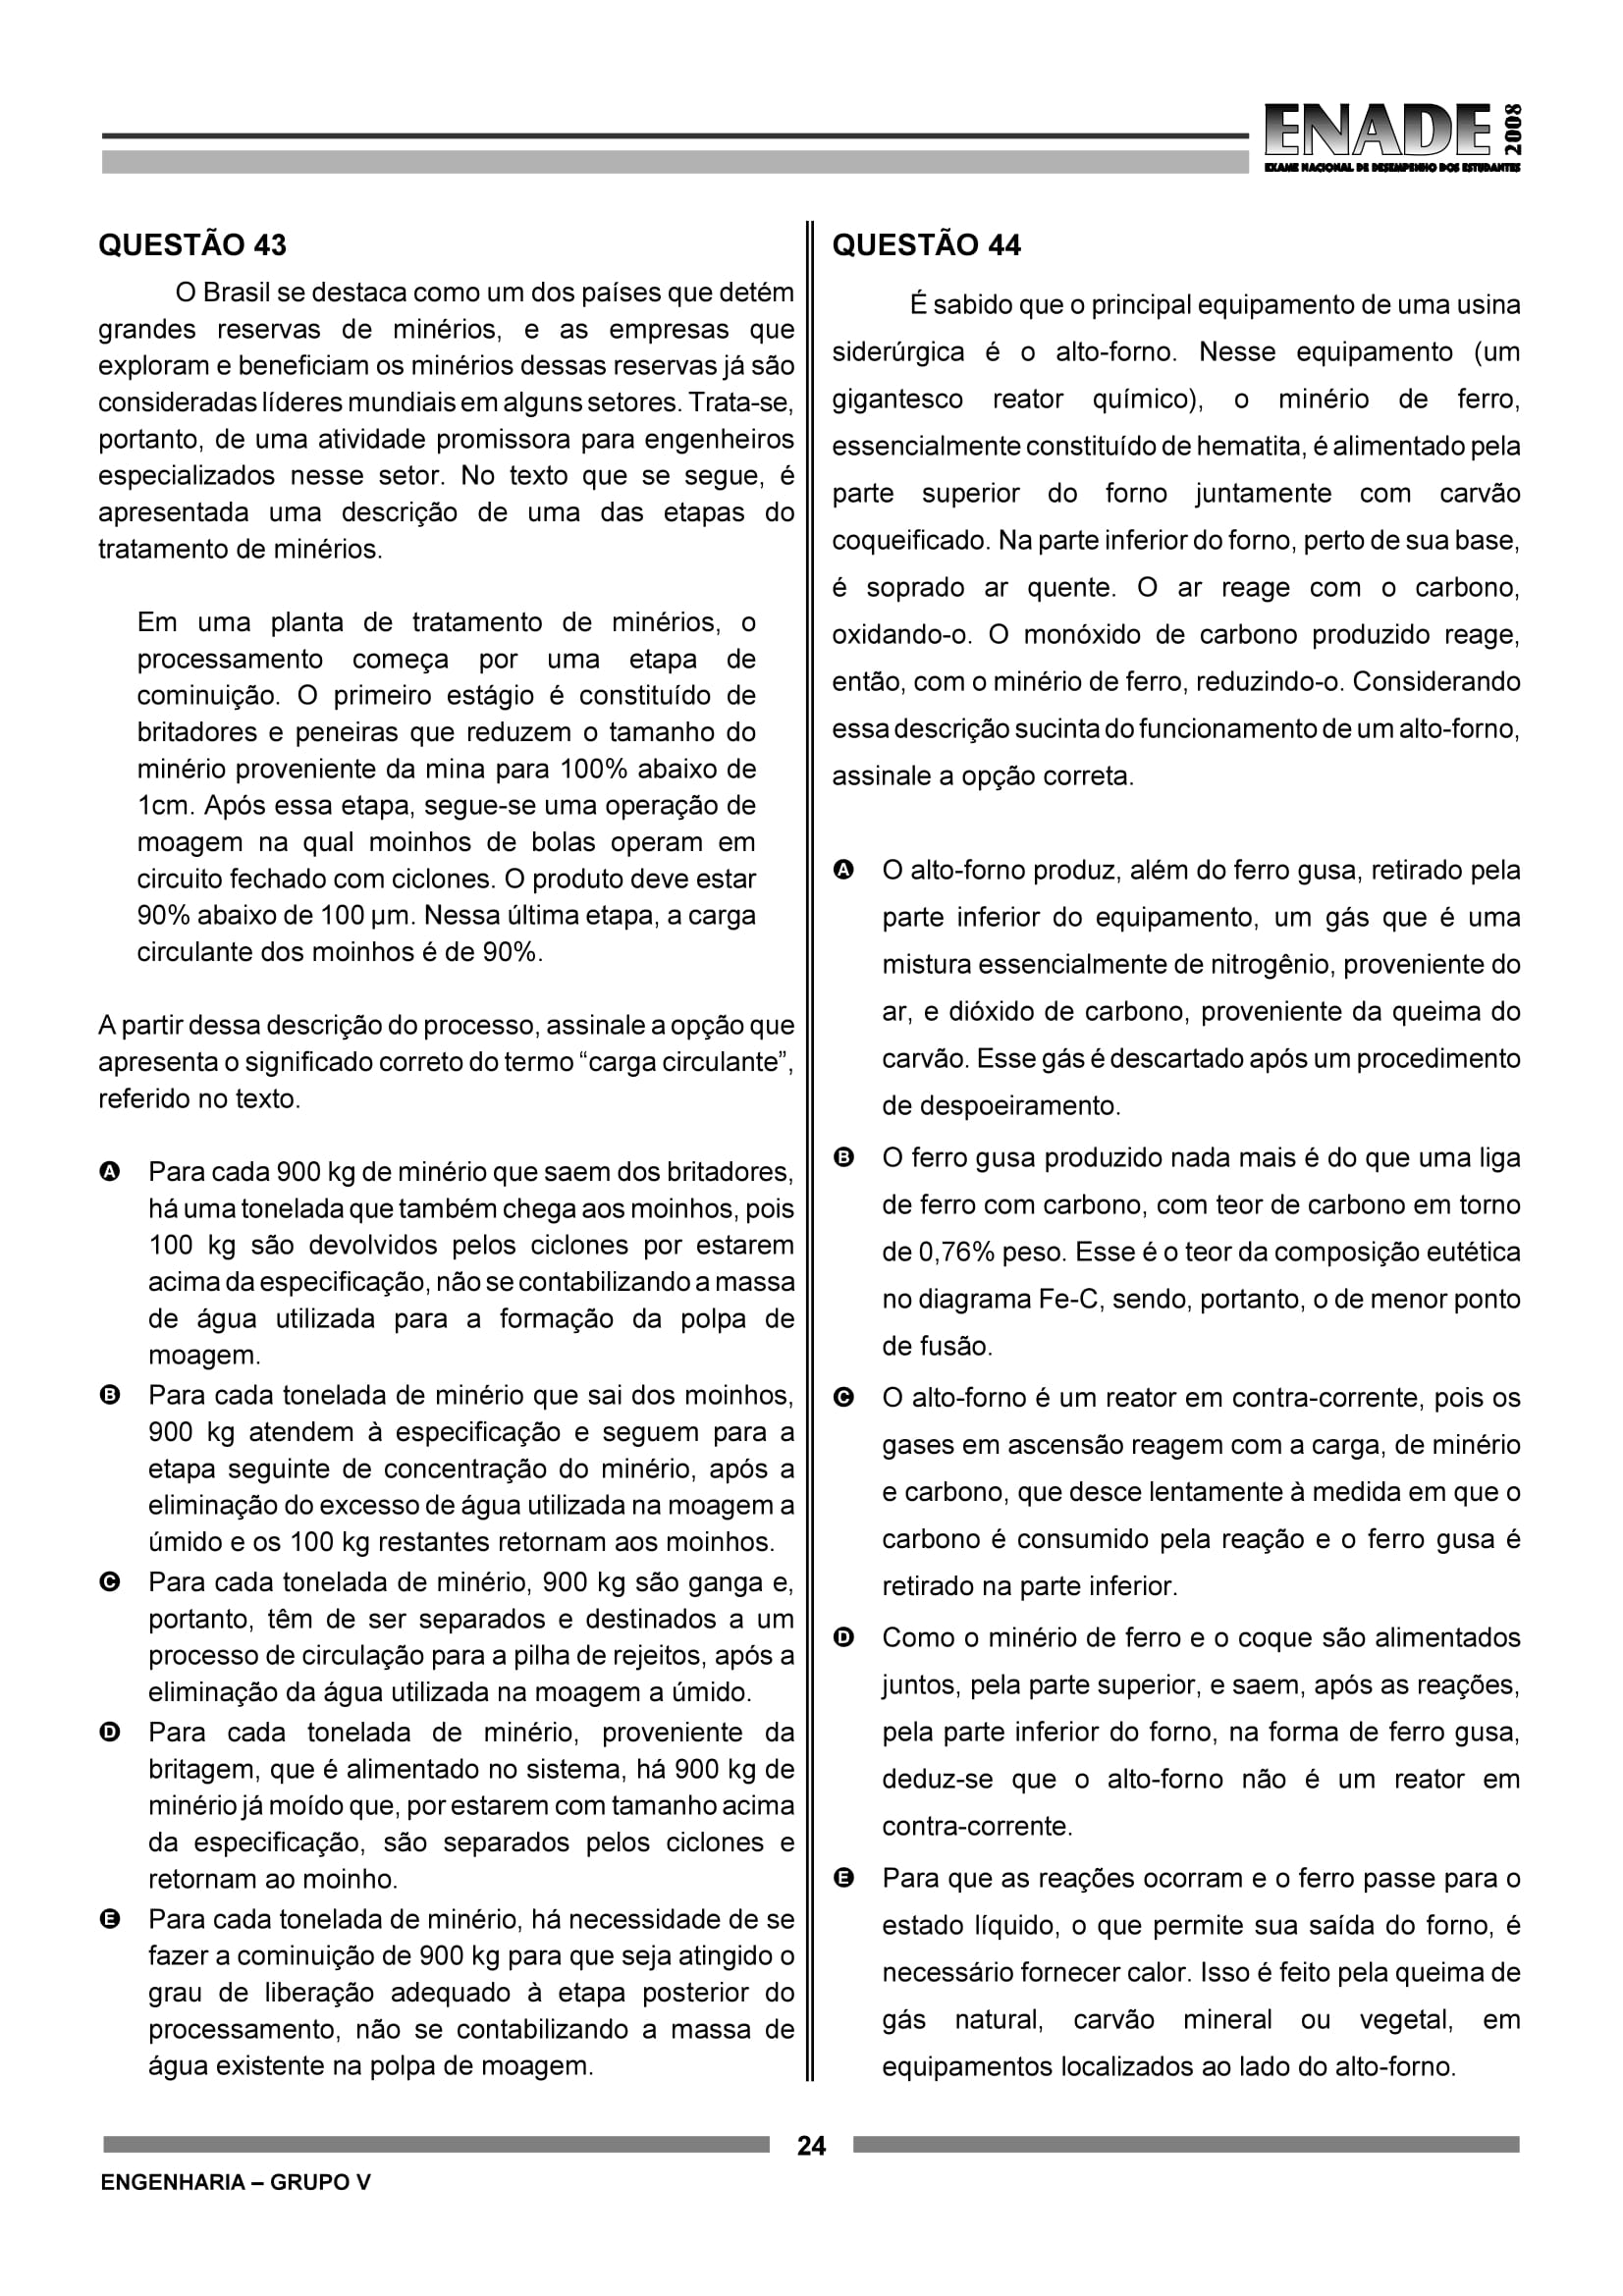 ENADE 2008
EXAME NACIONAL DE DESEMPENHO DOS ESTUDANTES
QUESTÃO 43
O Brasil se destaca como um dos países que detém
grandes reservas de minérios, e as empresas que
exploram e beneficiam os minérios dessas reservas já são
consideradas líderes mundiais em alguns setores. Trata-se,
portanto, de uma atividade promissora para engenheiros
especializados nesse setor. No texto que se segue, é
apresentada uma descrição de uma das etapas do
tratamento de minérios.
Em uma planta de tratamento de minérios, o
processamento começa por uma etapa de
cominuição. O primeiro estágio é constituído de
britadores e peneiras que reduzem o tamanho do
minério proveniente da mina para 100% abaixo de
1cm. Após essa etapa, segue-se uma operação de
moagem na qual moinhos de bolas operam em
circuito fechado com ciclones. O produto deve estar
90% abaixo de 100 µm. Nessa última etapa, a carga
circulante dos moinhos é de 90%.
A partir dessa descrição do processo, assinale a opção que
apresenta o significado correto do termo “carga circulante”,
referido no texto.
A Para cada 900 kg de minério que saem dos britadores,
há uma tonelada que também chega aos moinhos, pois
100 kg são devolvidos pelos ciclones por estarem
acima da especificação, não se contabilizando a massa
de água utilizada para a formação da polpa de
moagem.
B Para cada tonelada de minério que sai dos moinhos,
900 kg atendem à especificação e seguem para a
etapa seguinte de concentração do minério, após a
eliminação do excesso de água utilizada na moagem a
úmido e os 100 kg restantes retornam aos moinhos.
C Para cada tonelada de minério, 900 kg são ganga e,
portanto, têm de ser separados e destinados a um
processo de circulação para a pilha de rejeitos, após a
eliminação da água utilizada na moagem a úmido.
D Para cada tonelada de minério, proveniente da
britagem, que é alimentado no sistema, há 900 kg de
minério já moído que, por estarem com tamanho acima
da especificação, são separados pelos ciclones e
retornam ao moinho.
E Para cada tonelada de minério, há necessidade de se
fazer a cominuição de 900 kg para que seja atingido o
grau de liberação adequado à etapa posterior do
processamento, não se contabilizando a massa de
água existente na polpa de moagem.
QUESTÃO 44
É sabido que o principal equipamento de uma usina
siderúrgica é o alto-forno. Nesse equipamento (um
gigantesco reator químico), o minério de ferro,
essencialmente constituído de hematita, é alimentado pela
parte superior do forno juntamente com carvão
coqueificado. Na parte inferior do forno, perto de sua base,
é soprado ar quente. O ar reage com o carbono,
oxidando-o. O monóxido de carbono produzido reage,
então, com o minério de ferro, reduzindo-o. Considerando
essa descrição sucinta do funcionamento de um alto-forno,
assinale a opção correta.
A O alto-forno produz, além do ferro gusa, retirado pela
parte inferior do equipamento, um gás que é uma
mistura essencialmente de nitrogênio, proveniente do
ar, e dióxido de carbono, proveniente da queima do
carvão. Esse gás é descartado após um procedimento
de despoeiramento.
B O ferro gusa produzido nada mais é do que uma liga
de ferro com carbono, com teor de carbono em torno
de 0,76% peso. Esse é o teor da composição eutética
no diagrama Fe-C, sendo, portanto, o de menor ponto
de fusão.
C O alto-forno é um reator em contra-corrente, pois os
gases em ascensão reagem com a carga, de minério
e carbono, que desce lentamente à medida em que o
carbono é consumido pela reação e o ferro gusa é
retirado na parte inferior.
D Como o minério de ferro e o coque são alimentados
juntos, pela parte superior, e saem, após as reações,
pela parte inferior do forno, na forma de ferro gusa,
deduz-se que o alto-forno não é um reator em
contra-corrente.
E Para que as reações ocorram e o ferro passe para o
estado líquido, o que permite sua saída do forno, é
necessário fornecer calor. Isso é feito pela queima de
gás natural, carvão mineral ou vegetal, em
equipamentos localizados ao lado do alto-forno.
24
ENGENHARIA – GRUPO V